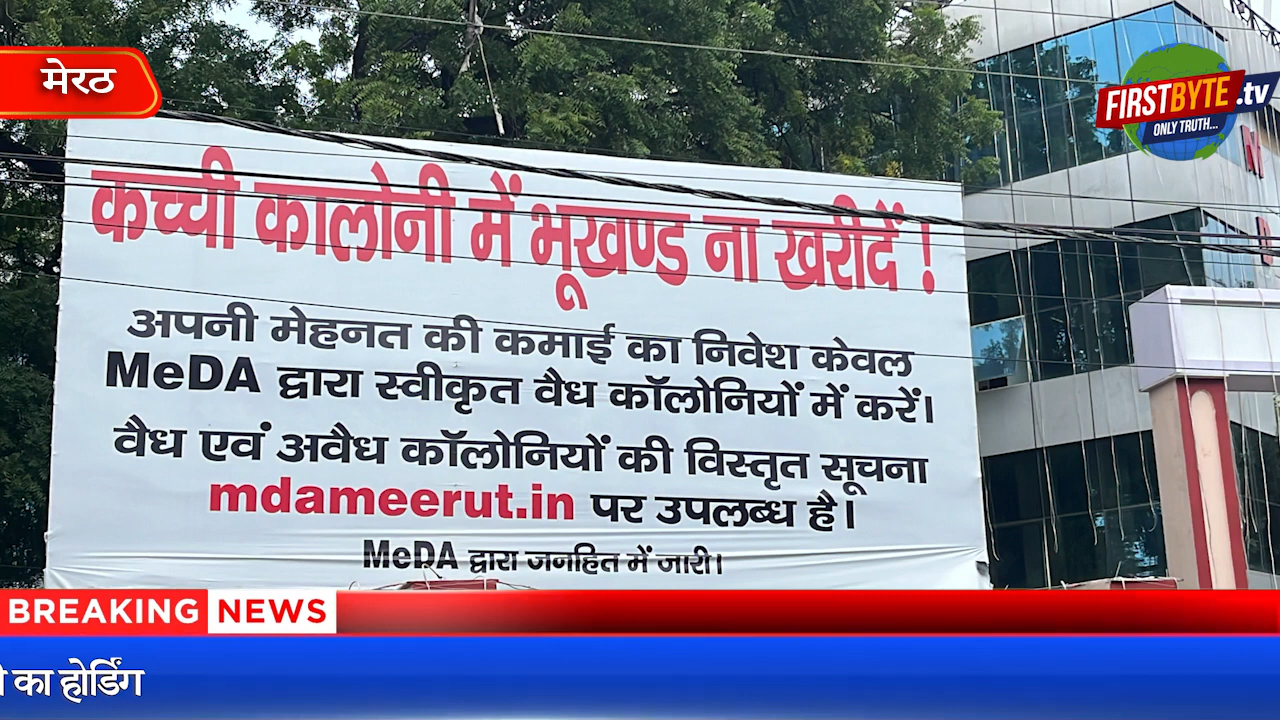 मेरठ
FIRSTBYTE.tv
ONLY TRUTH...
कच्ची कालोनी में भूखण्ड ना खरीदें !
अपनी मेहनत की कमाई का निवेश केवल
MeDA द्वारा स्वीकृत वैध कॉलोनियों में करें।
वैध एवं अवैध कॉलोनियों की विस्तृत सूचना
mdameerut.in पर उपलब्ध है।
MeDA द्वारा जनहित में जारी।
BREAKING NEWS
का होर्डिंग